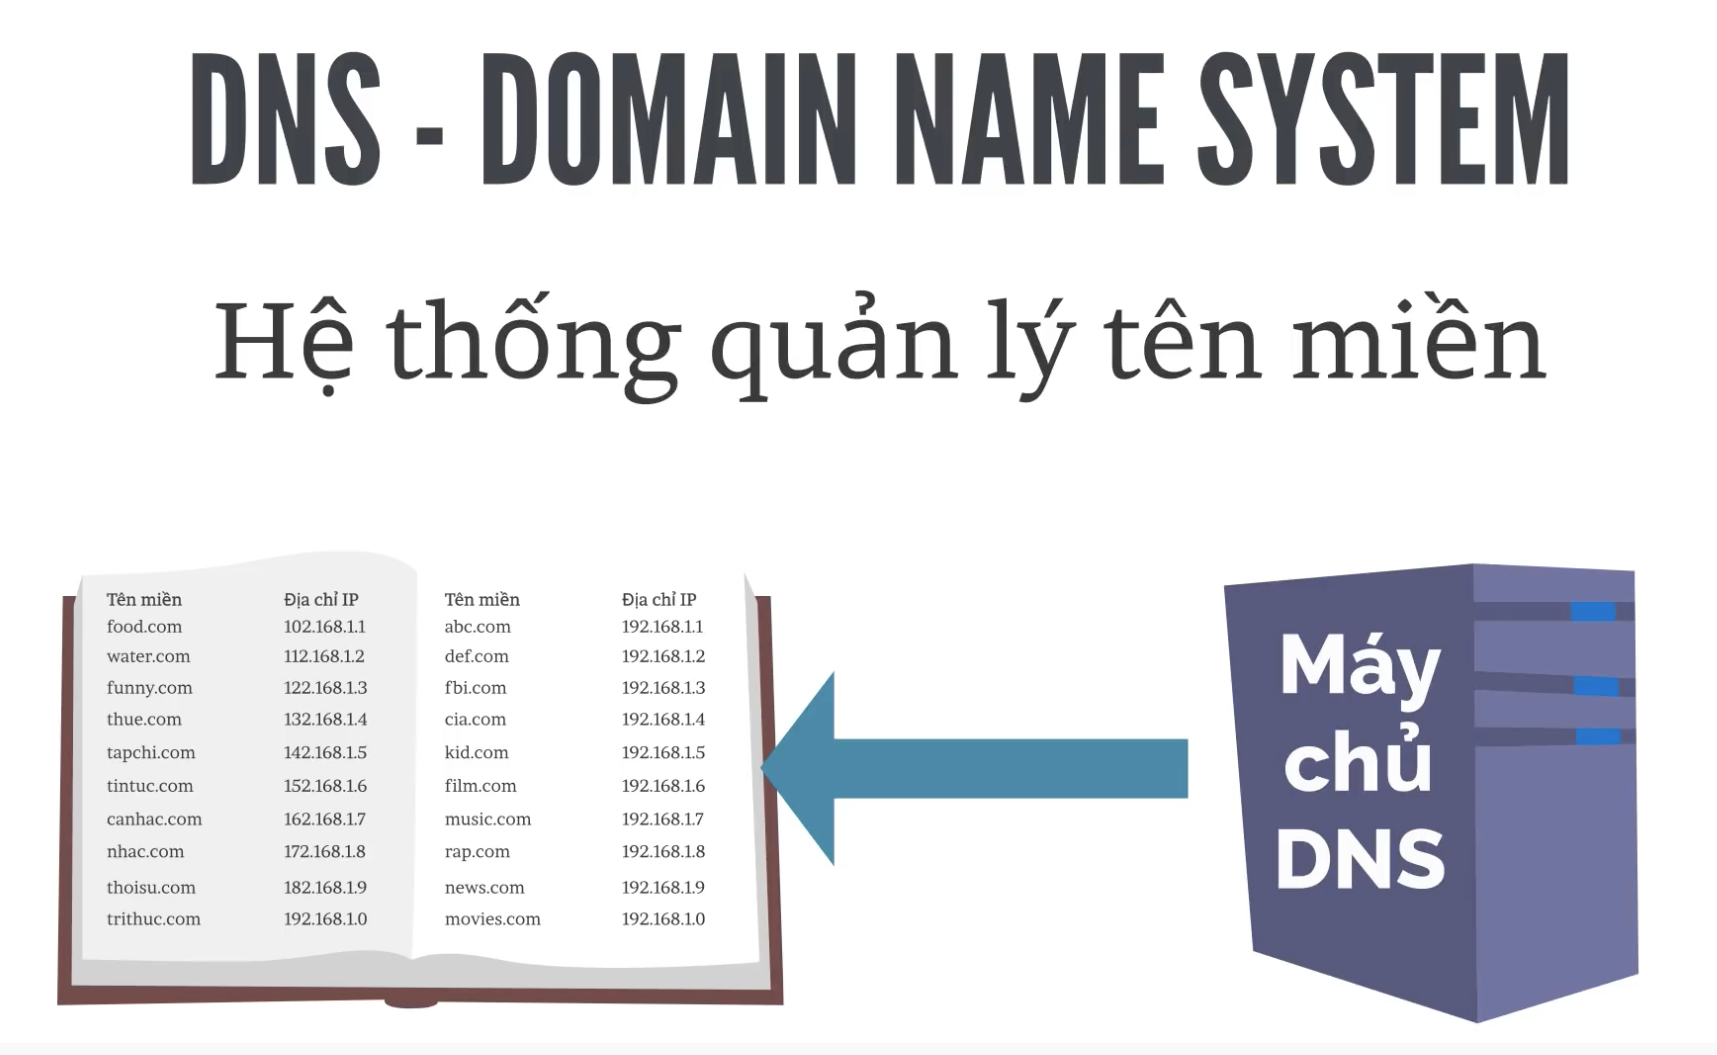 DNS - DOMAIN NAME SYSTEM
Hệ thống quản lý tên miền
Tên miền Địa chỉ IP Tên miền Địa chỉ IP
food.com 102.168.1.1 abc.com 192.168.1.1
water.com 112.168.1.2 def.com 192.168.1.2
funny.com 122.168.1.3 fbi.com 192.168.1.3
thue.com 132.168.1.4 cia.com 192.168.1.4
tapchi.com 142.168.1.5 kid.com 192.168.1.5
tintuc.com 152.168.1.6 film.com 192.168.1.6
canhac.com 162.168.1.7 music.com 192.168.1.7
nhac.com 172.168.1.8 rap.com 192.168.1.8
thoisu.com 182.168.1.9 news.com 192.168.1.9
trithuc.com 192.168.1.0 movies.com 192.168.1.0
Máy
chủ
DNS